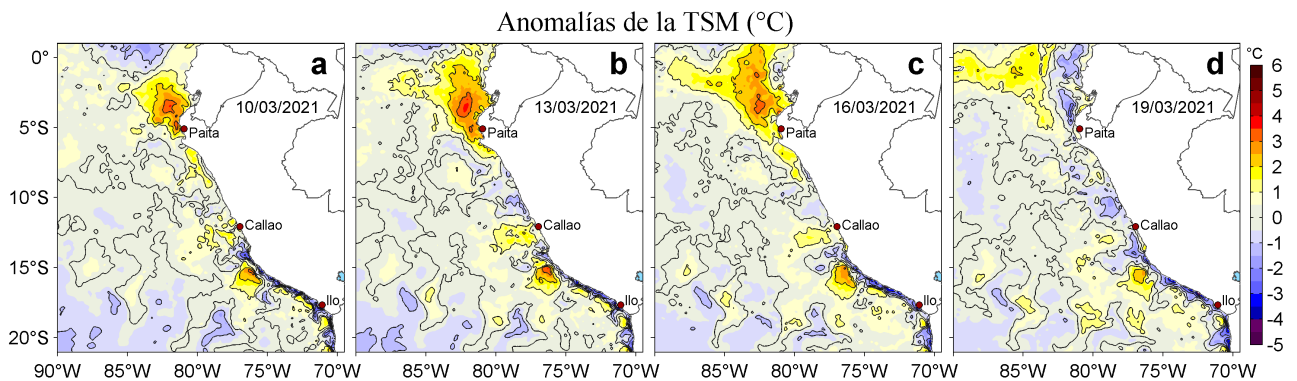 Anomalías de la TSM (°C)
a
b
c
d
10/03/2021
13/03/2021
16/03/2021
19/03/2021
Paita
Paita
Paita
Paita
Callao
Callao
Callao
Callao
Ilo
Ilo
Ilo
Ilo
0°
5°S
10°S
15°S
20°S
90°W 85°W 80°W 75°W 70°W
85°W 80°W 75°W 70°W
85°W 80°W 75°W 70°W
85°W 80°W 75°W 70°W
°C
6
5
4
3
2
1
0
-1
-2
-3
-4
-5